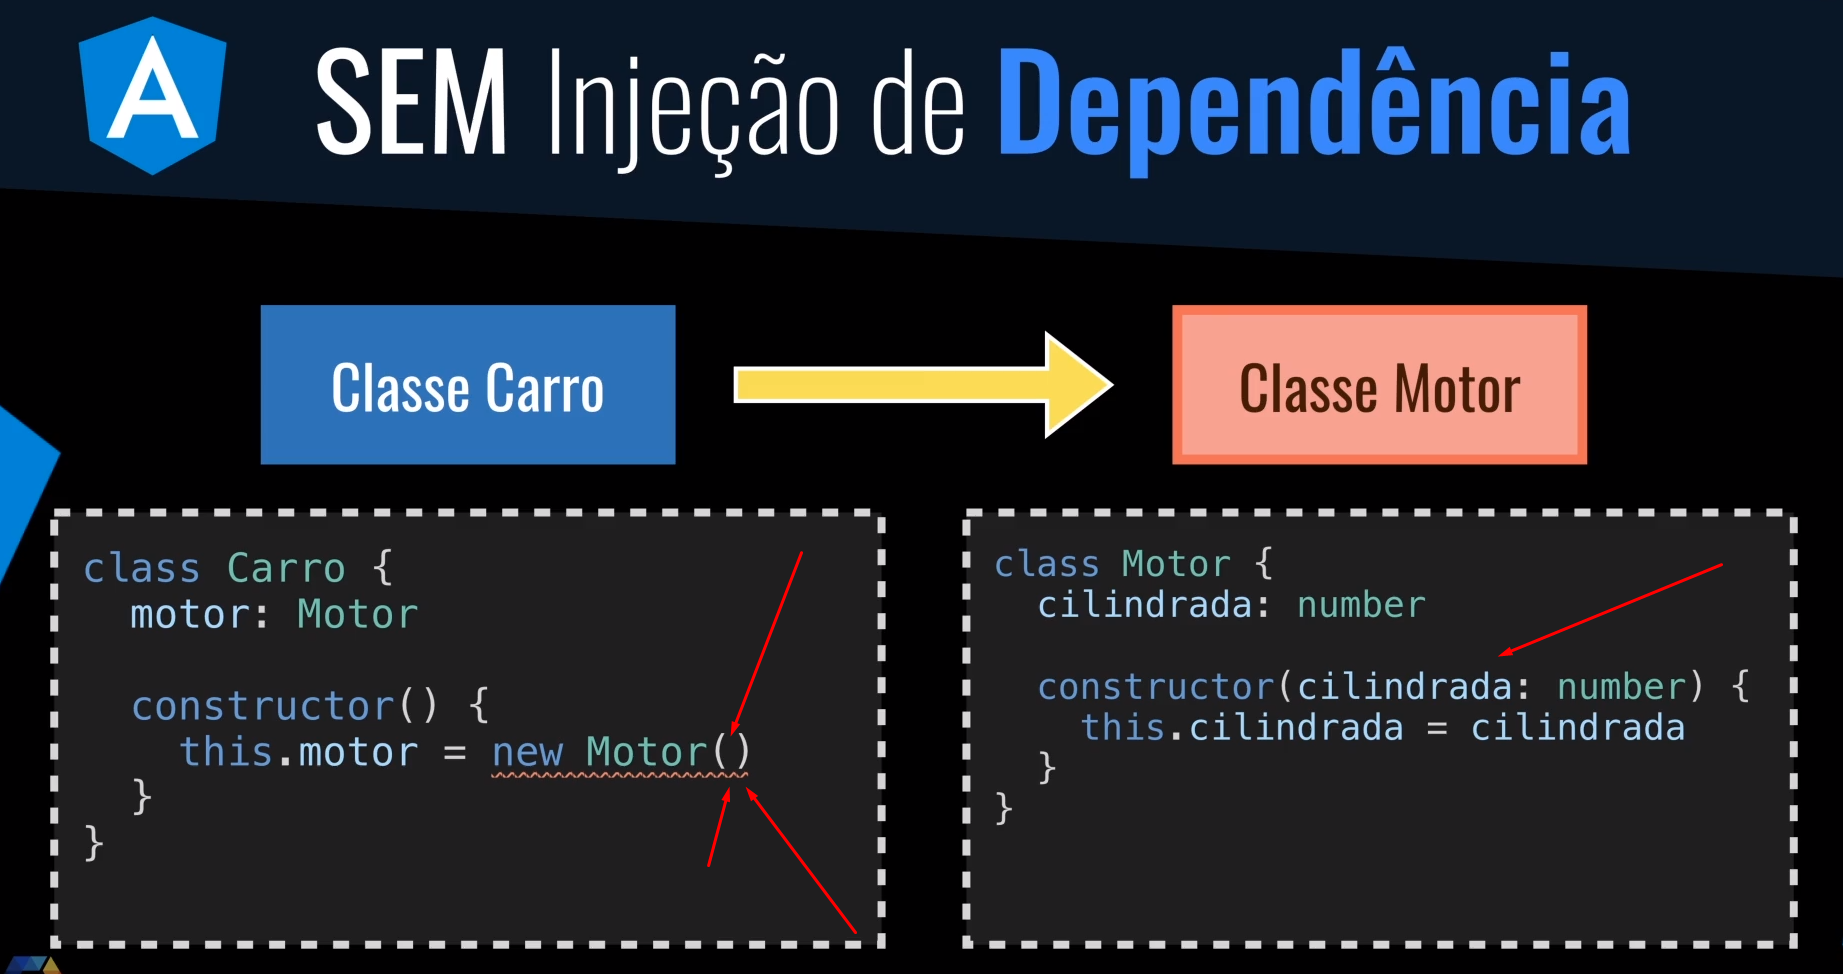 A
SEM Injeção de Dependência
Classe Carro
Classe Motor
class Carro {
  motor: Motor

  constructor() {
    this.motor = new Motor()
  }
}
class Motor {
  cilindrada: number

  constructor(cilindrada: number) {
    this.cilindrada = cilindrada
  }
}